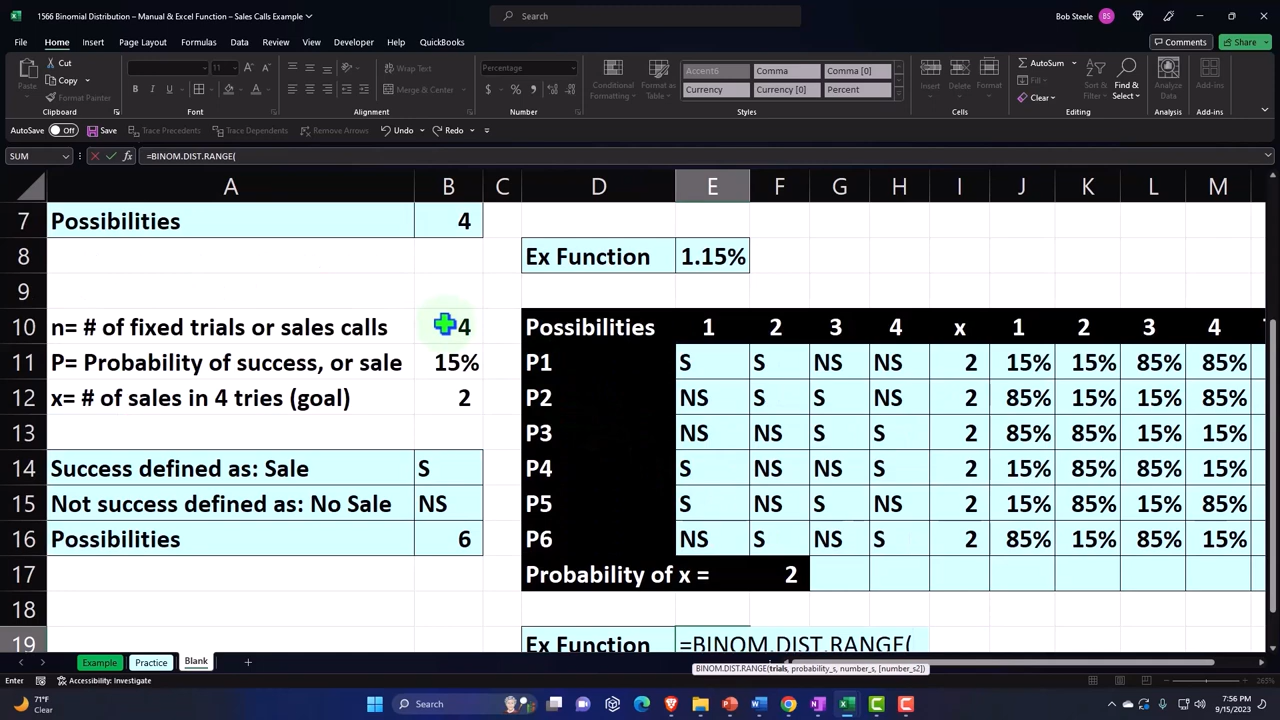 1566 Binomial Distribution – Manual & Excel Function – Sales Calls Example
Search
Bob Steele BS
File Home Insert Page Layout Formulas Data Review View Developer Help QuickBooks
Comments Share
Paste Cut Copy Format Painter
11 A A B I U
Wrap Text Merge & Center
Percentage
Conditional Formatting Format as Table
Accent6 Comma Comma [0]
Currency Currency [0] Percent
Insert Delete Format
AutoSum Fill Clear
Sort & Filter Find & Select
Analyze Data Add-ins
Clipboard Font Alignment Number Styles Cells Editing Analysis Add-ins
AutoSave Off Save Trace Precedents Trace Dependents Remove Arrows Undo Redo
SUM fx =BINOM.DIST.RANGE(
A B C D E F G H I J K L M
7 Possibilities 4
8 Ex Function 1.15%
9
10 n= # of fixed trials or sales calls 4 Possibilities 1 2 3 4 x 1 2 3 4
11 P= Probability of success, or sale 15% P1 S S NS NS 2 15% 15% 85% 85%
12 x= # of sales in 4 tries (goal) 2 P2 NS S S NS 2 85% 15% 15% 85%
13 P3 NS NS S S 2 85% 85% 15% 15%
14 Success defined as: Sale S P4 S NS NS S 2 15% 85% 85% 15%
15 Not success defined as: No Sale NS P5 S NS S NS 2 15% 85% 15% 85%
16 Possibilities 6 P6 NS S NS S 2 85% 15% 85% 15%
17 Probability of x = 2
18
19 Ex Function =BINOM.DIST.RANGE(
BINOM.DIST.RANGE(trials, probability_s, number_s, [number_s2])
Example Practice Blank
Enter Accessibility: Investigate 265%
71°F
Clear
Search
7:56 PM
9/15/2023